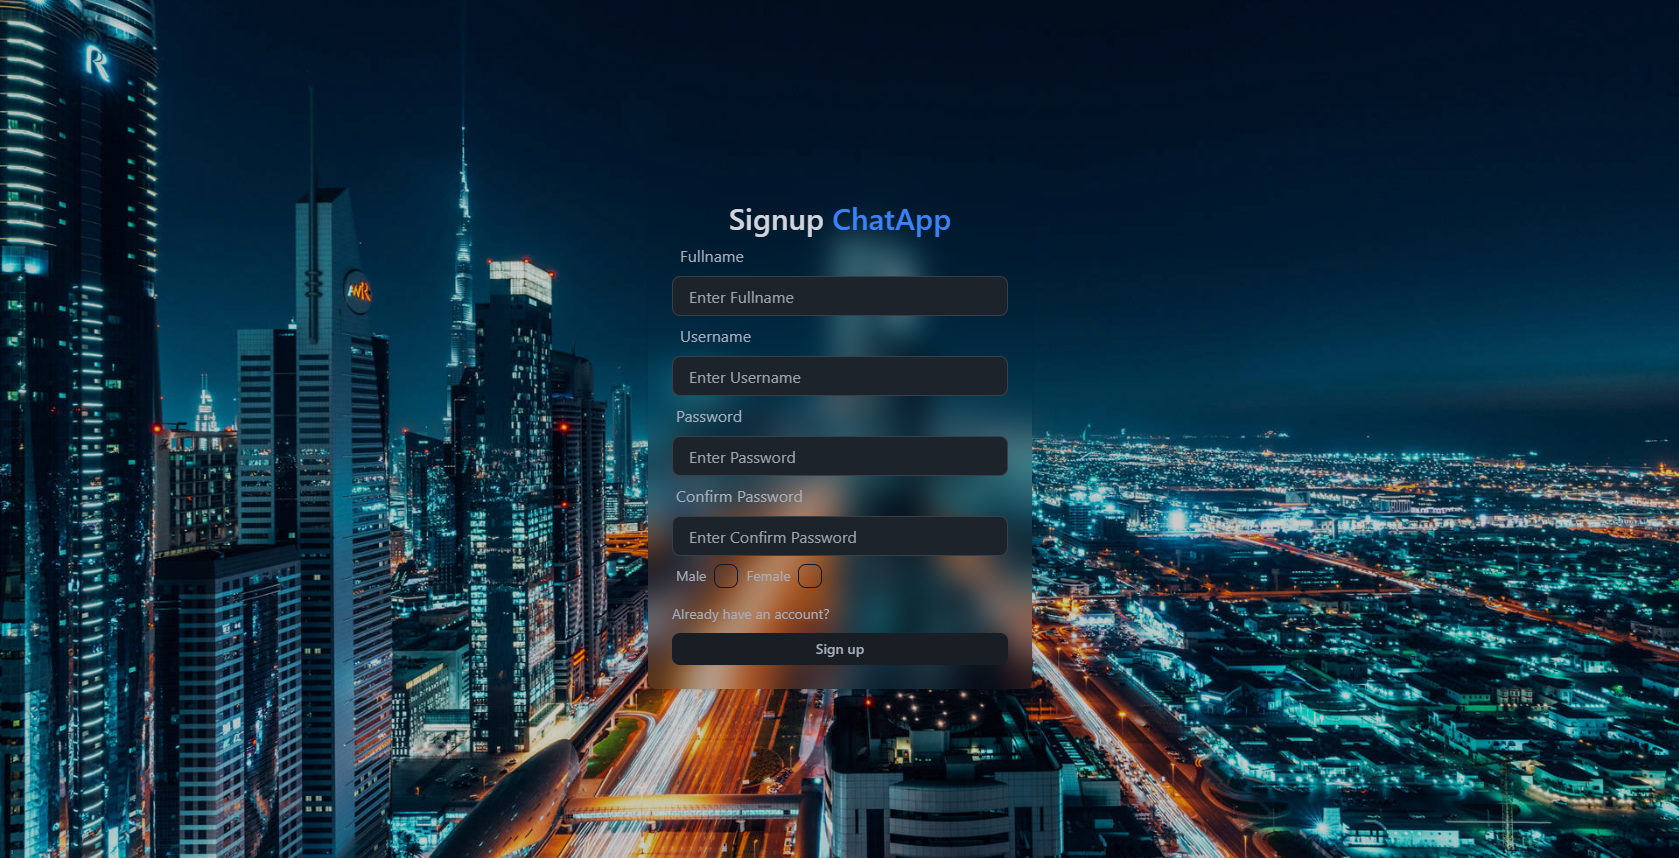 R
AWR
Signup ChatApp
Fullname
Enter Fullname
Username
Enter Username
Password
Enter Password
Confirm Password
Enter Confirm Password
Male Female
Already have an account?
Sign up